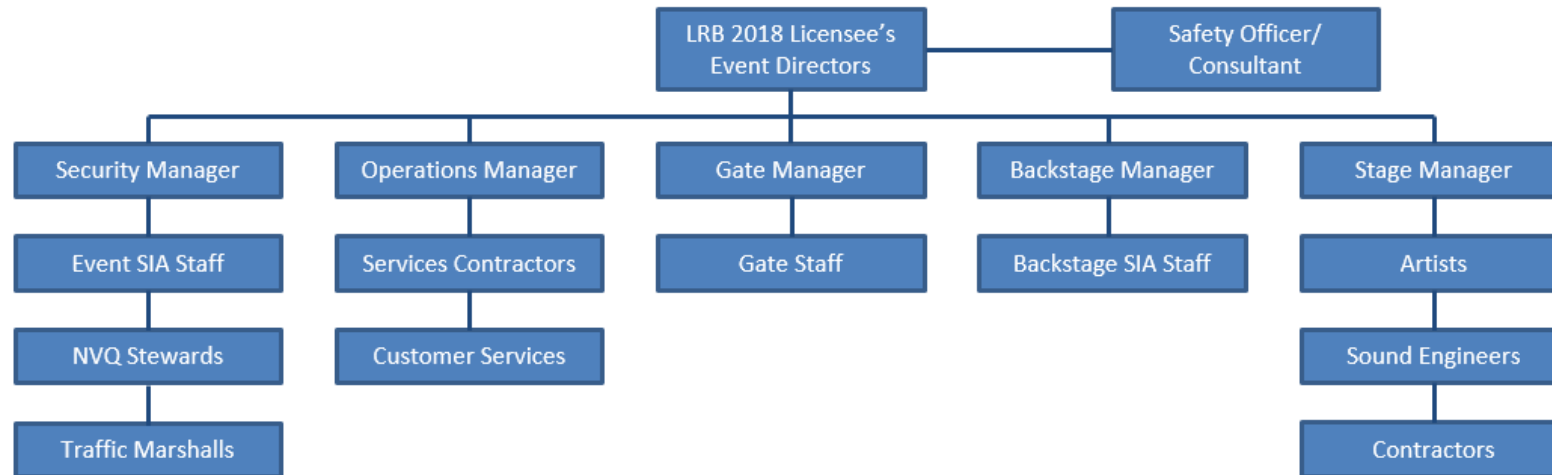 LRB 2018 Licensee's
Event Directors
Safety Officer/
Consultant
Security Manager
Operations Manager
Gate Manager
Backstage Manager
Stage Manager
Event SIA Staff
Services Contractors
Gate Staff
Backstage SIA Staff
Artists
NVQ Stewards
Customer Services
Sound Engineers
Traffic Marshalls
Contractors